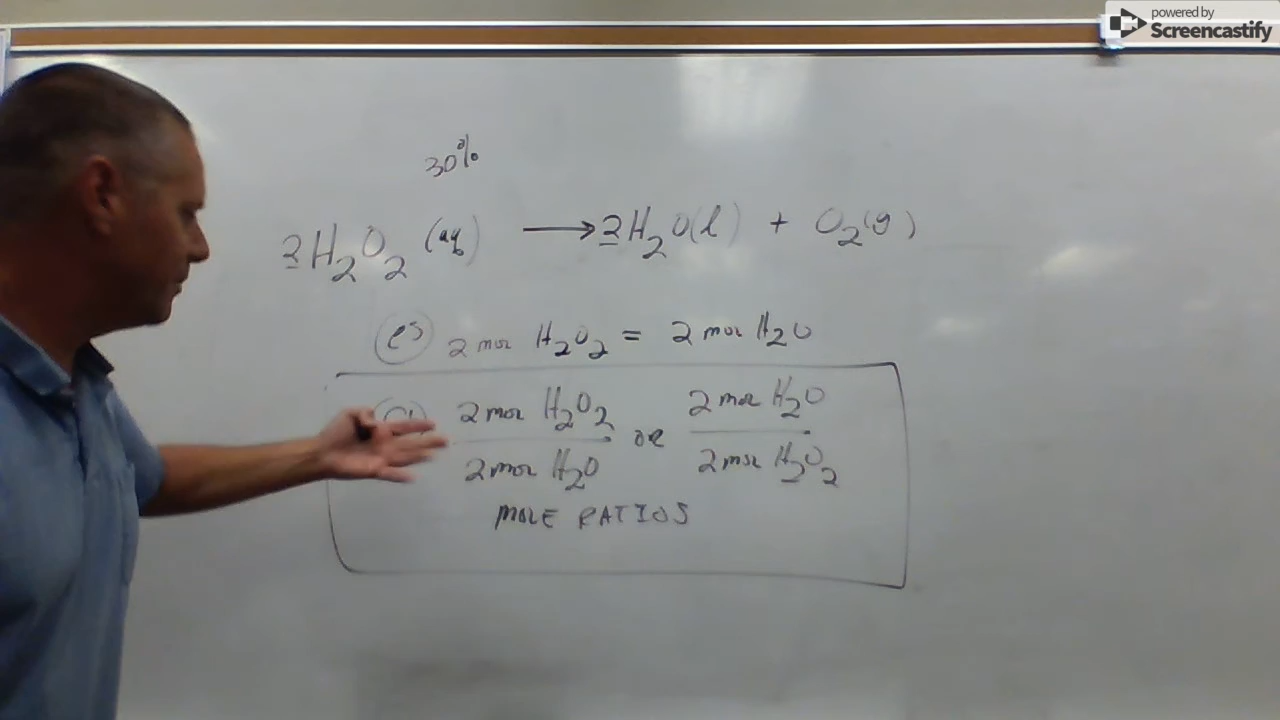 powered by
Screencastify
30%
2H₂O₂ (aq) ⟶ 2H₂O(l) + O₂(g)
2 mol H₂O₂ = 2 mol H₂O
2 mol H₂O₂ or 2 mol H₂O
2 mol H₂O 2 mol H₂O₂
MOLE RATIOS